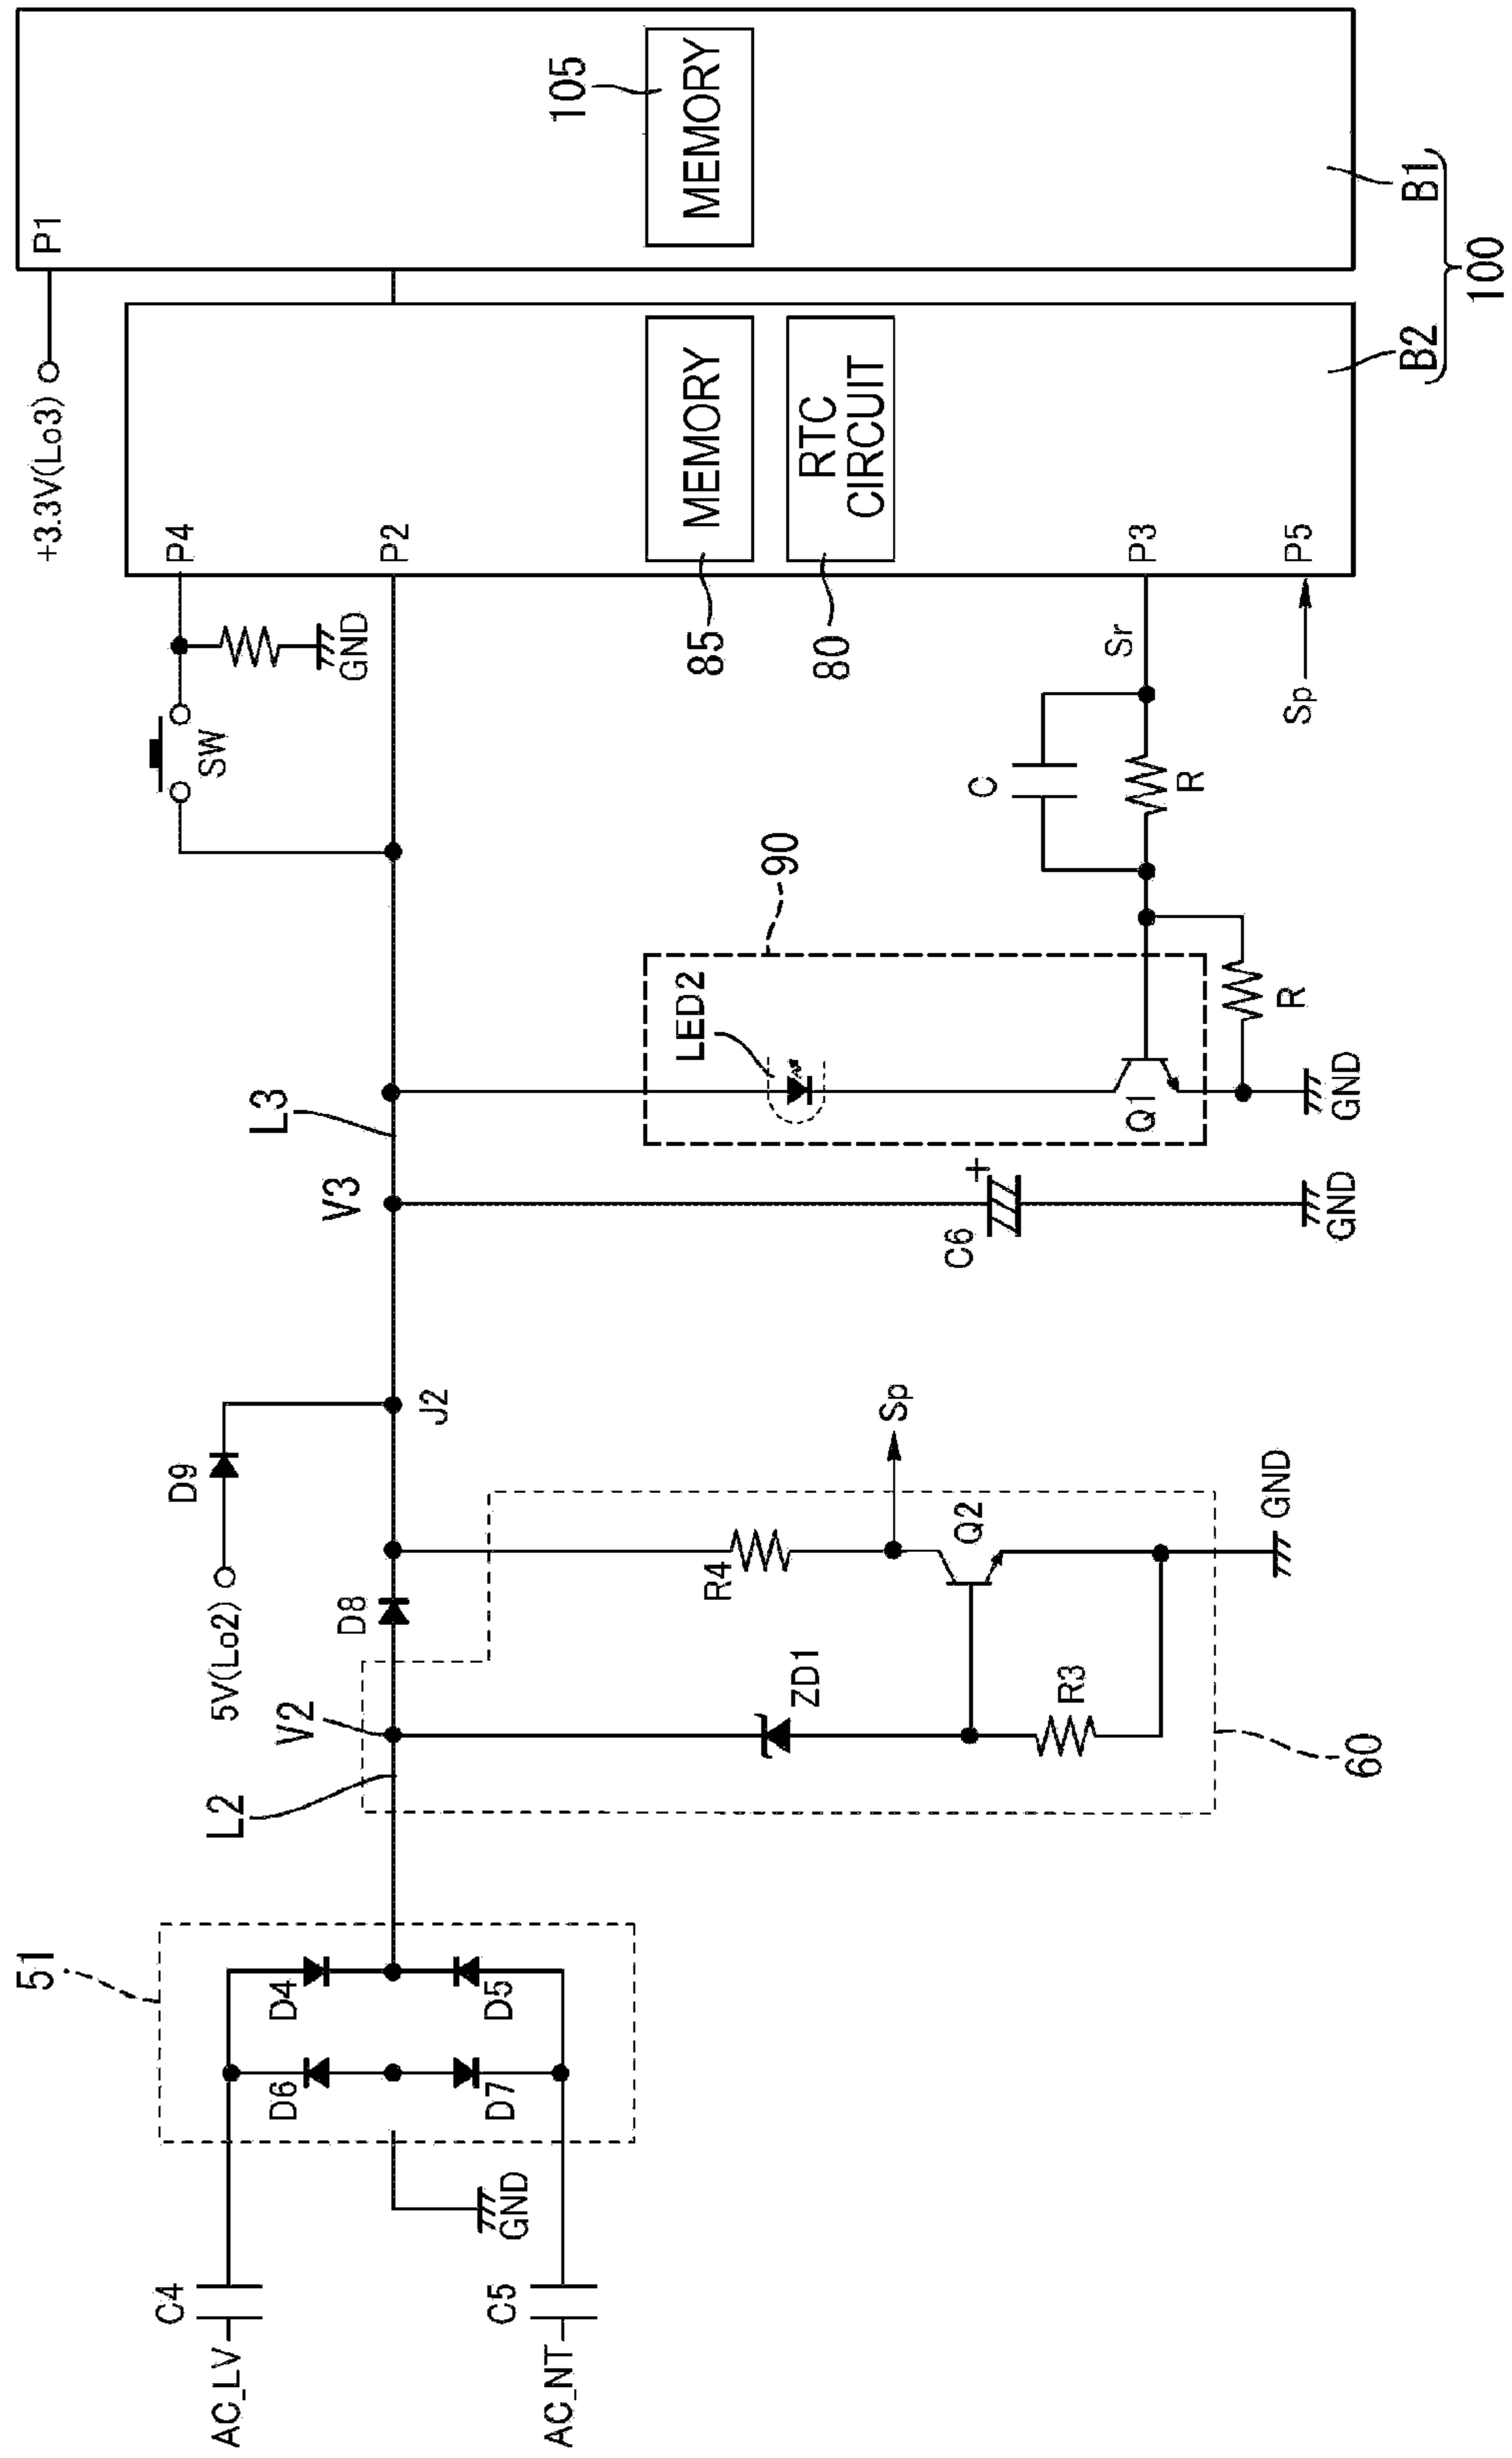 AC_LV
AC_NT
C4
C5
51
GND
D6
D7
D4
D5
L2
V2
60
ZD1
R3
D8
R4
Q2
Sp
GND
5V(Lo2)
D9
J2
V3
C6
+
GND
L3
LED2
90
Q1
R
GND
C
R
Sr
Sp
SW
GND
P4
P2
P3
P5
85
80
MEMORY
RTC
CIRCUIT
+3.3V(Lo3)
P1
105
MEMORY
B2
B1
100